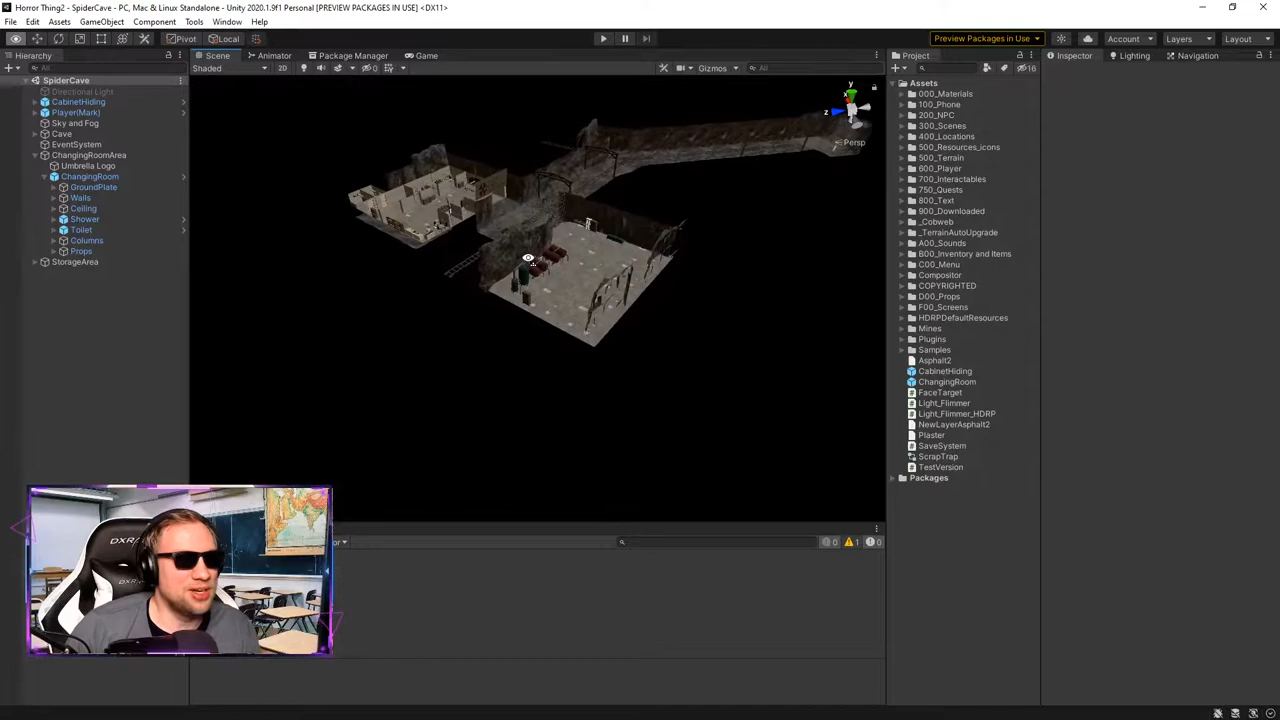 Horror Thing2 - SpiderCave - PC, Mac & Linux Standalone - Unity 2020.1.9f1 Personal [PREVIEW PACKAGES IN USE] <DX11>
File Edit Assets GameObject Component Tools Window Help
Pivot Local Preview Packages in Use Account Layers Layout
Hierarchy Scene Animator Package Manager Game Project Inspector Lighting Navigation
All Shaded 2D 0 Gizmos All 16
SpiderCave
Directional Light
CabinetHiding
Player(Mark)
Sky and Fog
Cave
EventSystem
ChangingRoomArea
Umbrella Logo
ChangingRoom
GroundPlate
Walls
Ceiling
Shower
Toilet
Columns
Props
StorageArea
y
x
z
Persp
Assets
000_Materials
100_Phone
200_NPC
300_Scenes
400_Locations
500_Resources_icons
500_Terrain
600_Player
700_Interactables
750_Quests
800_Text
900_Downloaded
_Cobweb
_TerrainAutoUpgrade
A00_Sounds
B00_Inventory and Items
C00_Menu
Compositor
COPYRIGHTED
D00_Props
F00_Screens
HDRPDefaultResources
Mines
Plugins
Samples
Asphalt2
CabinetHiding
ChangingRoom
FaceTarget
Light_Flimmer
Light_Flimmer_HDRP
NewLayerAsphalt2
Plaster
SaveSystem
ScrapTrap
TestVersion
Packages
0 1 0
DXR